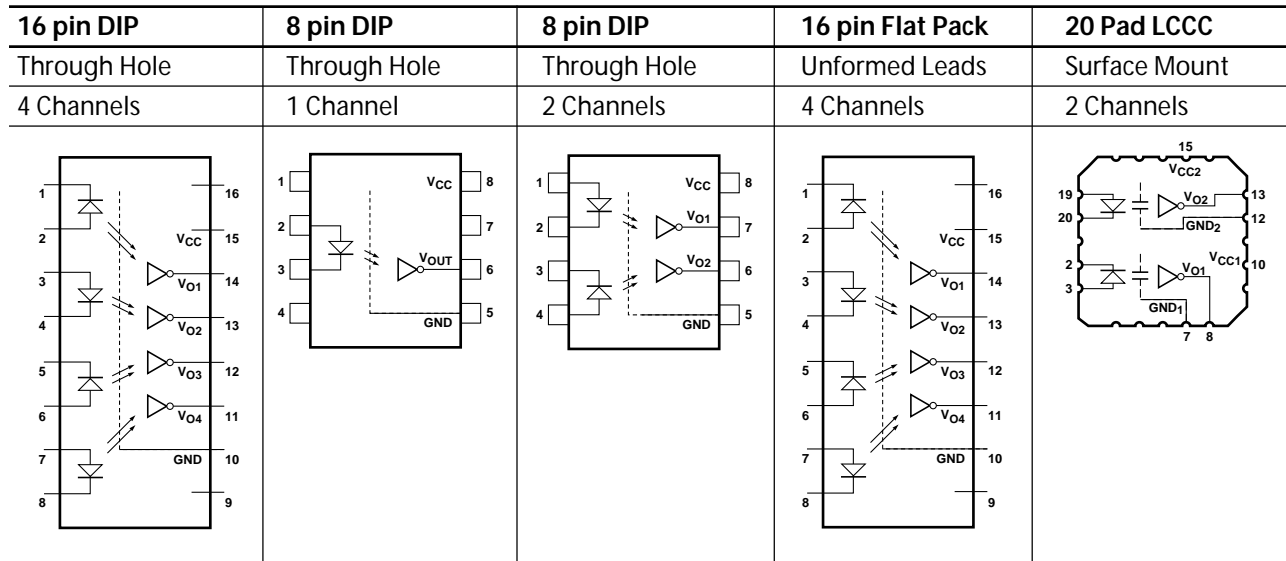 16 pin DIP 8 pin DIP 8 pin DIP 16 pin Flat Pack 20 Pad LCCC
Through Hole Through Hole Through Hole Unformed Leads Surface Mount
4 Channels 1 Channel 2 Channels 4 Channels 2 Channels
1 16
2 VCC 15
3 VO1 14
4 VO2 13
5 VO3 12
6 VO4 11
7 GND 10
8 9
1 VCC 8
2 7
3 VOUT 6
4 GND 5
1 VCC 8
2 VO1 7
3 VO2 6
4 GND 5
1 16
2 VCC 15
3 VO1 14
4 VO2 13
5 VO3 12
6 VO4 11
7 GND 10
8 9
15
VCC2
19 VO2 13
20 GND2 12
2 VO1 VCC1 10
3 GND1
7 8